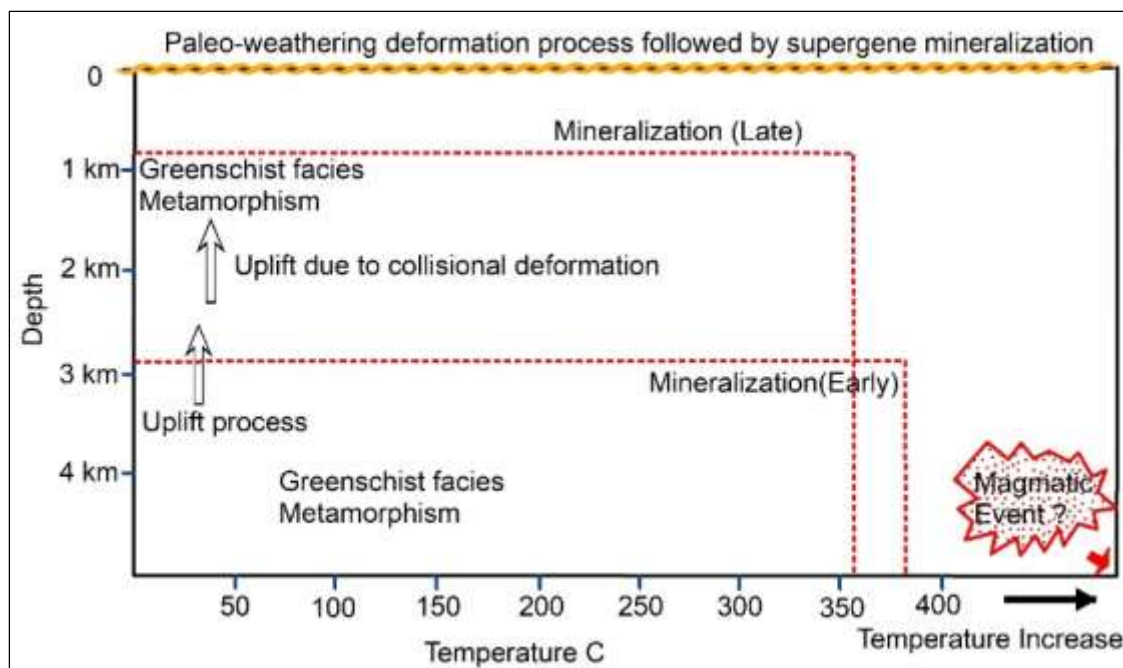 Paleo-weathering deformation process followed by supergene mineralization
0
Mineralization (Late)
1 km
Greenschist facies
Metamorphism
2 km
Uplift due to collisional deformation
Depth
3 km
Mineralization(Early)
Uplift process
4 km
Greenschist facies
Metamorphism
Magmatic
Event ?
50
100
150
200
250
300
350
400
Temperature C
Temperature Increase